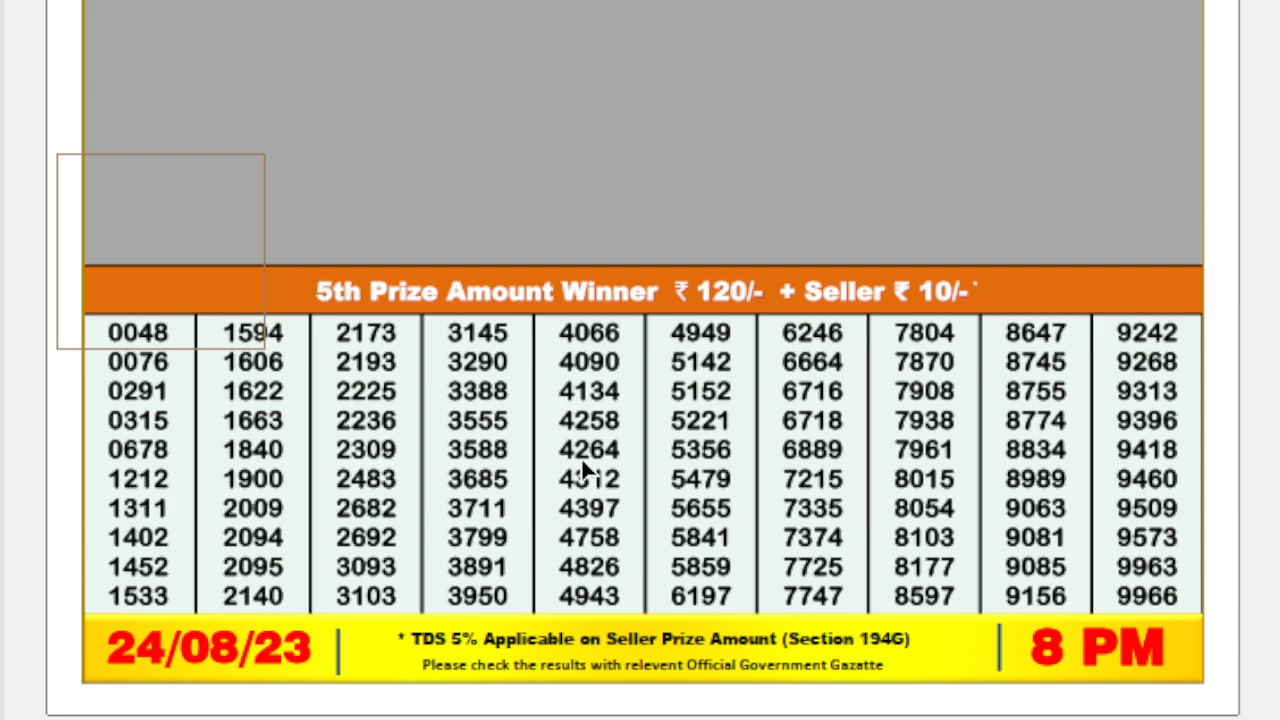 5th Prize Amount Winner ₹ 120/- + Seller ₹ 10/-
0048 1594 2173 3145 4066 4949 6246 7804 8647 9242
0076 1606 2193 3290 4090 5142 6664 7870 8745 9268
0291 1622 2225 3388 4134 5152 6716 7908 8755 9313
0315 1663 2236 3555 4258 5221 6718 7938 8774 9396
0678 1840 2309 3588 4264 5356 6889 7961 8834 9418
1212 1900 2483 3685 5479 7215 8015 8989 9460
1311 2009 2682 3711 4397 5655 7335 8054 9063 9509
1402 2094 2692 3799 4758 5841 7374 8103 9081 9573
1452 2095 3093 3891 4826 5859 7725 8177 9085 9963
1533 2140 3103 3950 4943 6197 7747 8597 9156 9966
24/08/23
* TDS 5% Applicable on Seller Prize Amount (Section 194G)
Please check the results with relevent Official Government Gazatte
8 PM